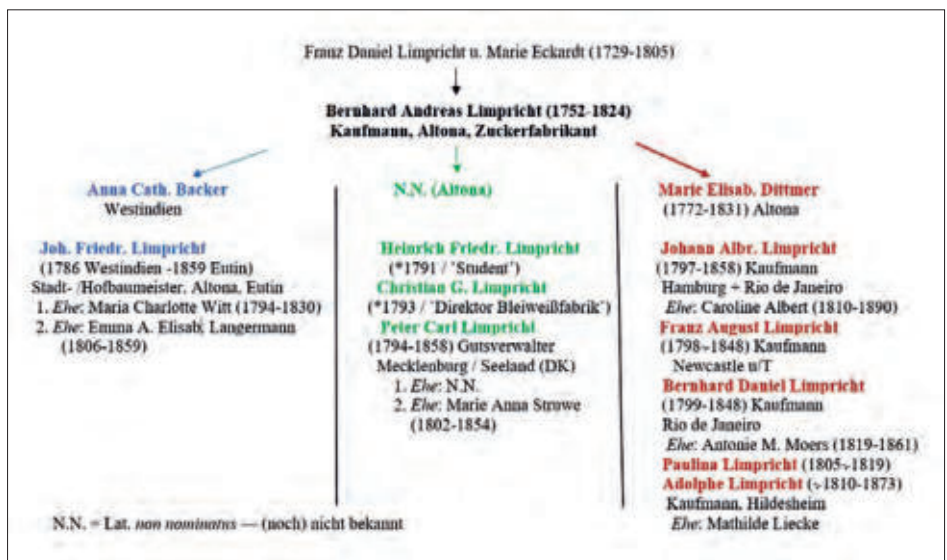 Franz Daniel Limpricht u. Marie Eckardt (1729-1805)
Bernhard Andreas Limpricht (1752-1824)
Kaufmann, Altona, Zuckerfabrikant
Anna Cath. Backer
Westindien
Joh. Friedr. Limpricht
(1786 Westindien -1859 Eutin)
Stadt- /Hofbaumeister, Altona, Eutin
1. Ehe: Maria Charlotte Witt (1794-1830)
2. Ehe: Emma A. Elisab. Langermann
(1806-1859)
N.N. (Altona)
Heinrich Friedr. Limpricht
(*1791 / "Student")
Christian G. Limpricht
(*1793 / "Direktor Bleiweißfabrik")
Peter Carl Limpricht
(1794-1858) Gutsverwalter
Mecklenburg / Seeland (DK)
1. Ehe: N.N.
2. Ehe: Marie Anna Struwe
(1802-1854)
Marie Elisab. Dittmer
(1772-1831) Altona
Johann Albr. Limpricht
(1797-1858) Kaufmann
Hamburg + Rio de Janeiro
Ehe: Caroline Albert (1810-1890)
Franz August Limpricht
(1798-1848) Kaufmann
Newcastle u/T
Bernhard Daniel Limpricht
(1799-1848) Kaufmann
Rio de Janeiro
Ehe: Antonie M. Moers (1819-1861)
Paulina Limpricht (1805-1819)
Adolphe Limpricht (~1810-1873)
Kaufmann, Hildesheim
Ehe: Mathilde Liecke
N.N. = Lat. non nominatus — (noch) nicht bekannt